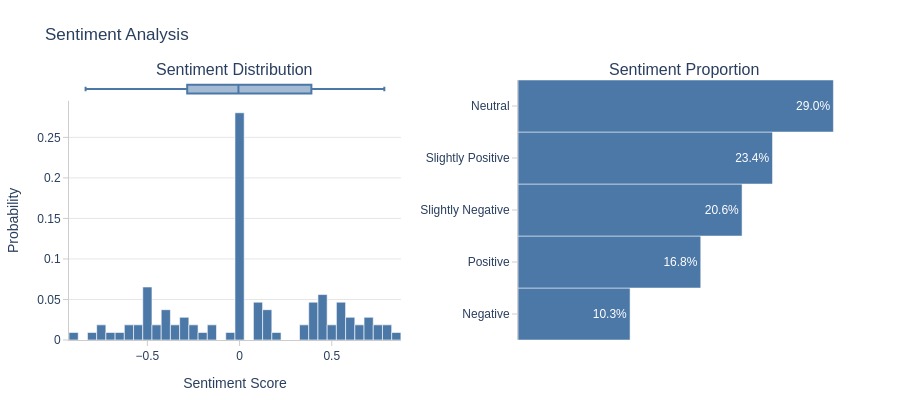 Sentiment Analysis
Sentiment Distribution
Probability
0.25
0.2
0.15
0.1
0.05
0
−0.5
0
0.5
Sentiment Score
Sentiment Proportion
Neutral
29.0%
Slightly Positive
23.4%
Slightly Negative
20.6%
Positive
16.8%
Negative
10.3%